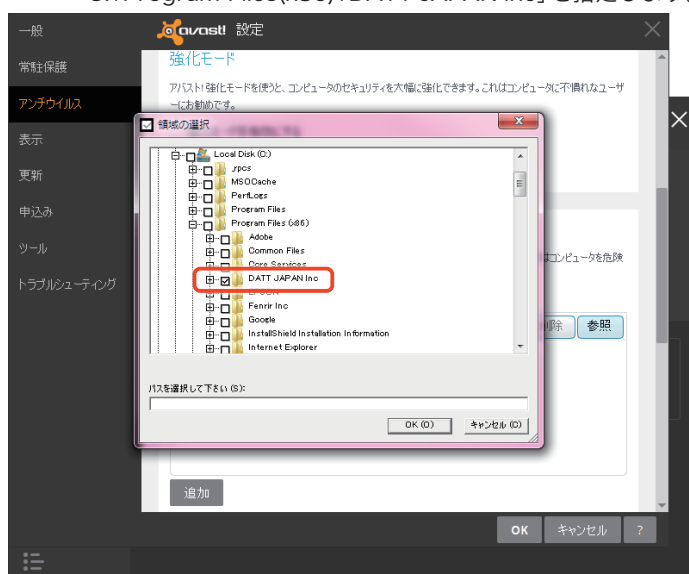 avast! 設定
一般
常駐保護
アンチウイルス
表示
更新
申込み
ツール
トラブルシューティング
強化モード
アバスト! 強化モードを使うと、コンピュータのセキュリティを大幅に強化できます。これはコンピュータに不慣れなユーザ
ーにお勧めです。
領域の選択
Local Disk (C:)
.rpcs
MSOCache
PerfLogs
Program Files
Program Files (x86)
Adobe
Common Files
Core Services
DATT JAPAN Inc
EPSON
Fenrir Inc
Google
InstallShield Installation Information
Internet Explorer
パスを選択して下さい (S):
OK (O)
キャンセル (C)
はコンピュータを危険
削除
参照
追加
OK
キャンセル
?